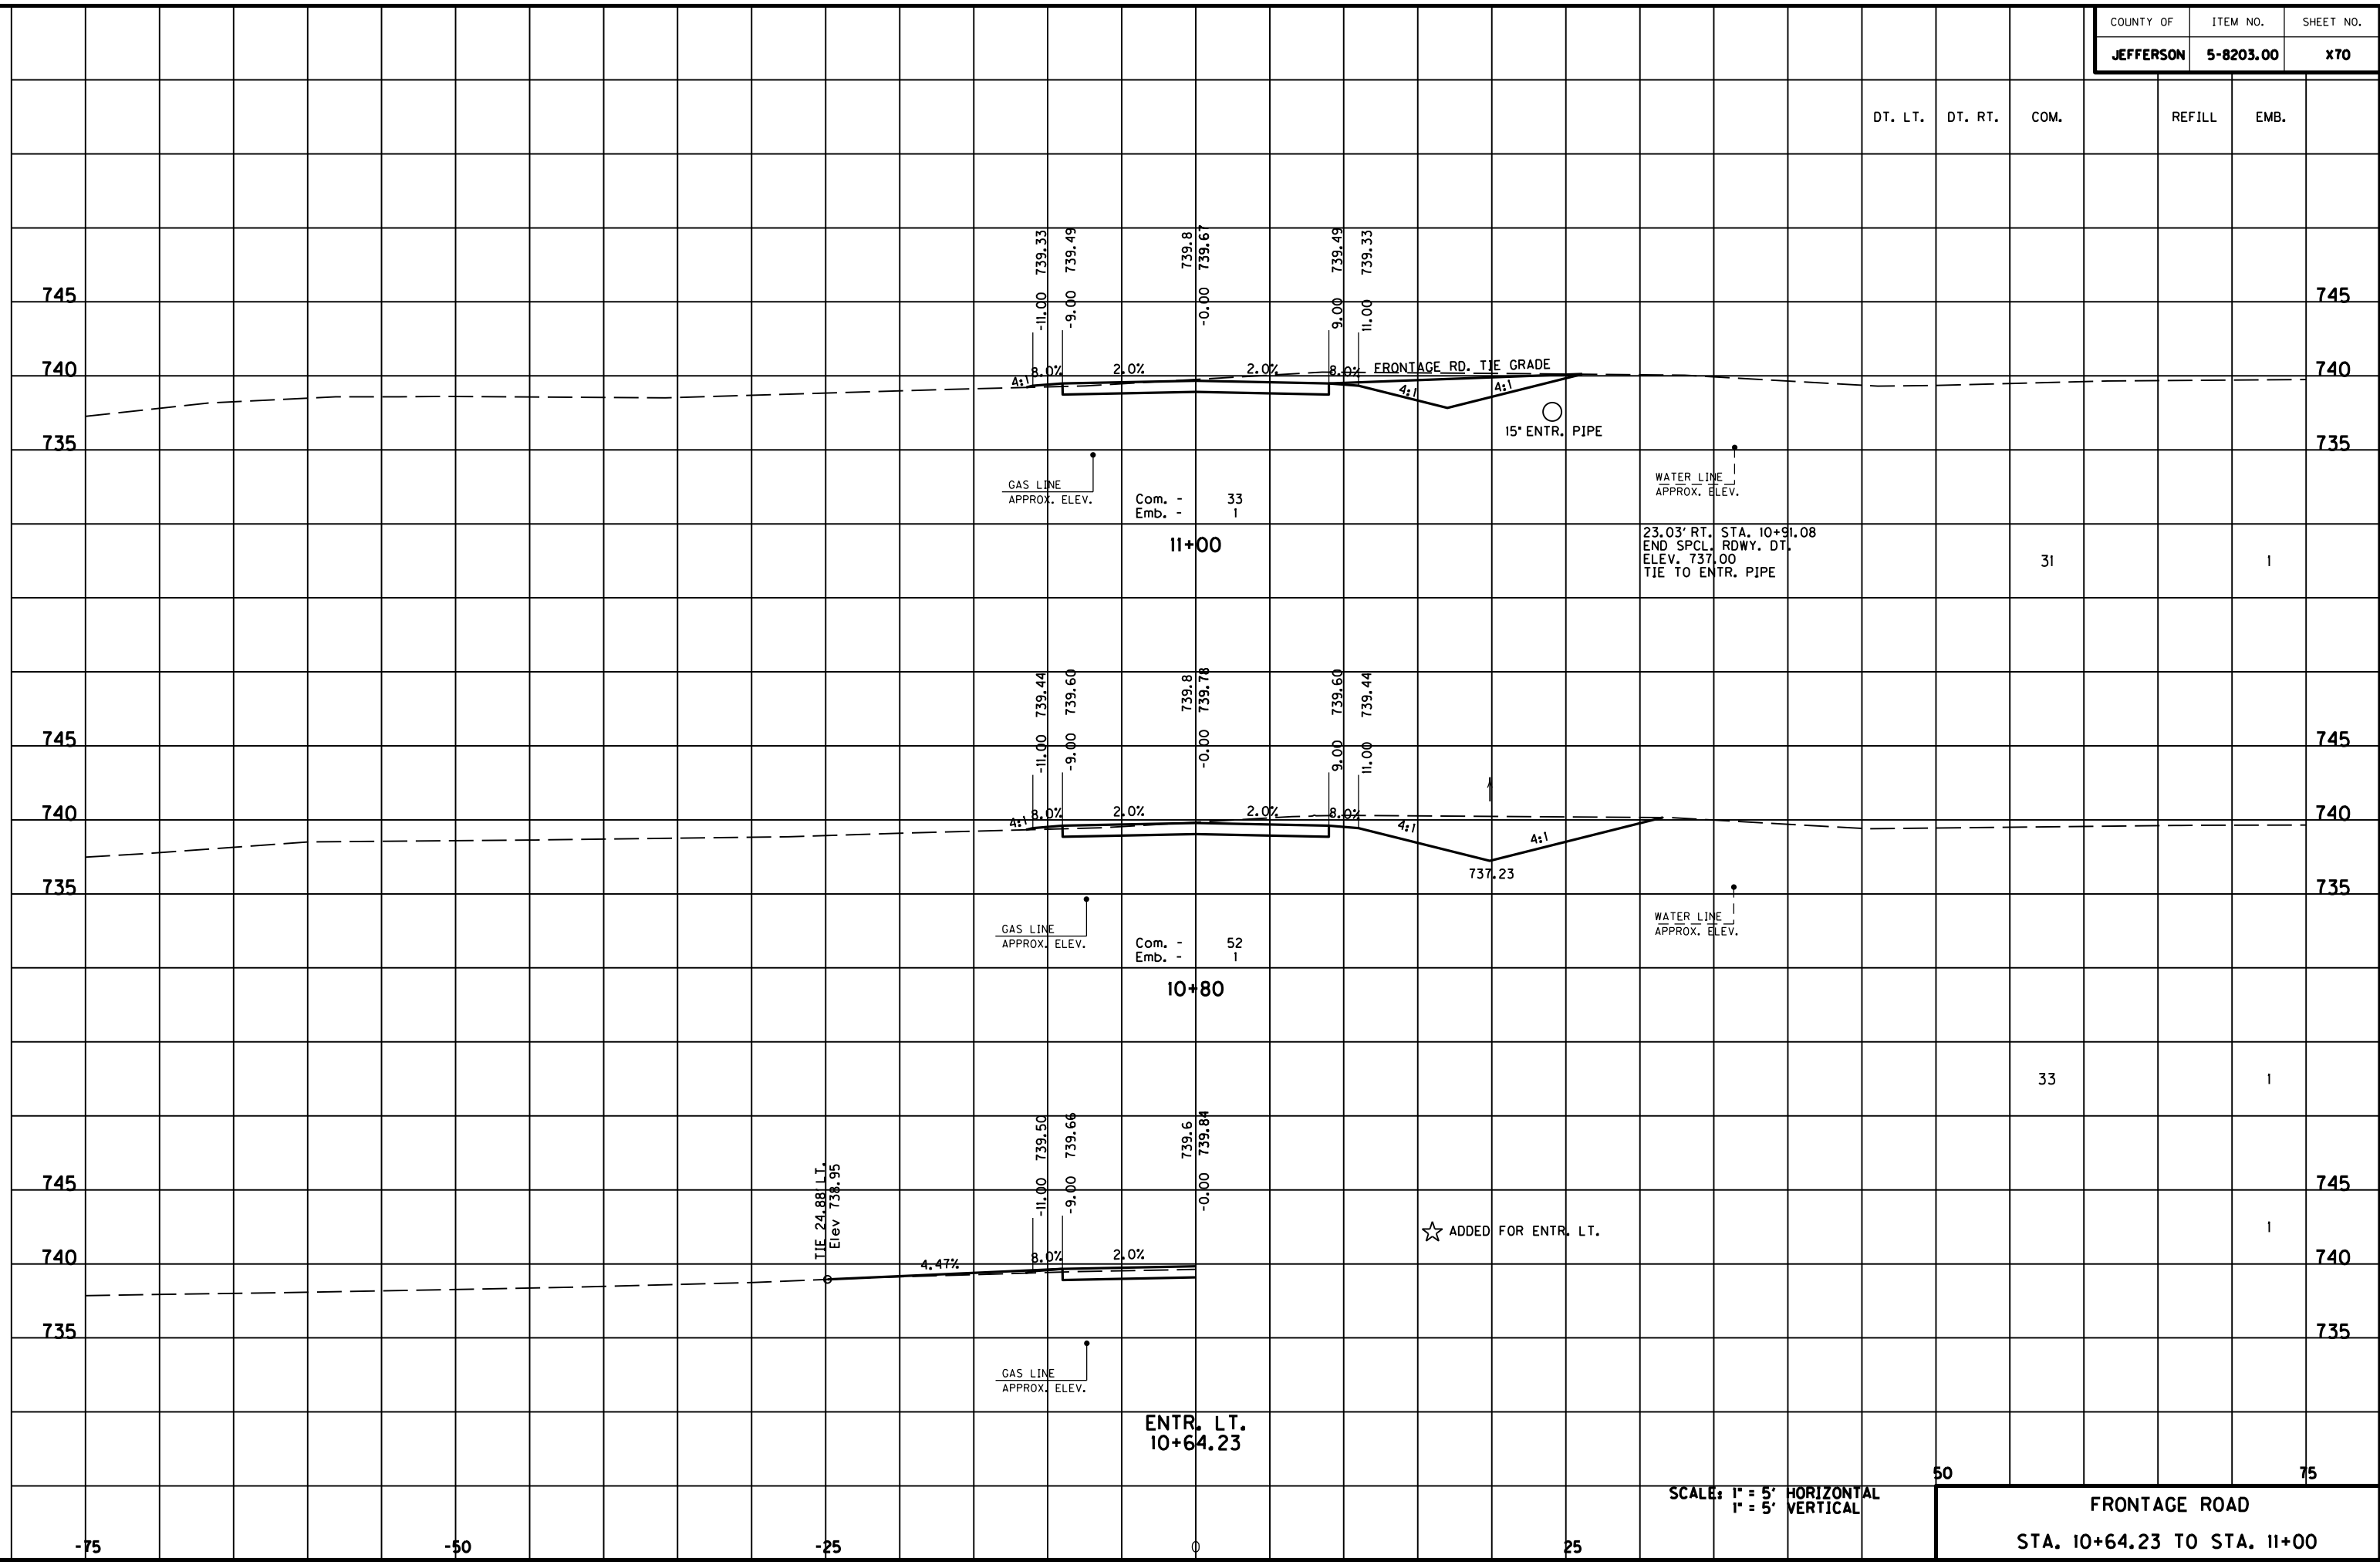 COUNTY OF ITEM NO. SHEET NO.
JEFFERSON 5-8203.00 X70
DT. LT. DT. RT. COM. REFILL EMB.
-11.00 739.33
-9.00 739.49
739.8
-0.00 739.67
9.00 739.49
11.00 739.33
745 745
740 740
735 735
4:1 8.0% 2.0% 2.0% 8.0% FRONTAGE RD. TIE GRADE
4:1 4:1
15" ENTR. PIPE
GAS LINE
APPROX. ELEV.
WATER LINE
APPROX. ELEV.
Com. - 33
Emb. - 1
11+00
23.03' RT. STA. 10+91.08
END SPCL. RDWY. DT.
ELEV. 737.00
TIE TO ENTR. PIPE
31 1
-11.00 739.44
-9.00 739.60
739.8
-0.00 739.78
9.00 739.60
11.00 739.44
745 745
740 740
735 735
4:1 8.0% 2.0% 2.0% 8.0%
4:1 4:1
737.23
GAS LINE
APPROX. ELEV.
WATER LINE
APPROX. ELEV.
Com. - 52
Emb. - 1
10+80
33 1
TIE 24.88' LT.
Elev 738.95
-11.00 739.50
-9.00 739.66
739.6
-0.00 739.84
745 745
ADDED FOR ENTR. LT. 1
740 740
4.47% 8.0% 2.0%
735 735
GAS LINE
APPROX. ELEV.
ENTR. LT.
10+64.23
50 75
SCALE: 1" = 5' HORIZONTAL
1" = 5' VERTICAL
FRONTAGE ROAD
STA. 10+64.23 TO STA. 11+00
-75 -50 -25 0 25